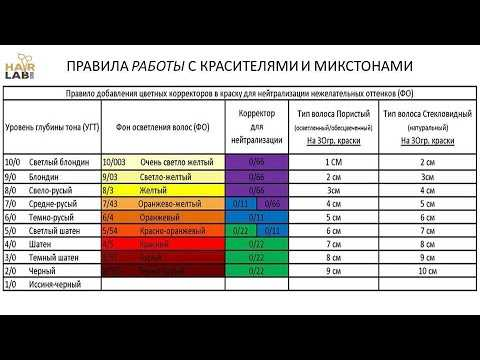 HAIR
LAB
ПРАВИЛА РАБОТЫ С КРАСИТЕЛЯМИ И МИКСТОНАМИ
Правило добавления цветных корректоров в краску для нейтрализации нежелательных оттенков (ФО)
Уровень глубины тона (УГТ) Фон осветления волос (ФО) Корректор для нейтрализации Тип волоса Пористый (осветленный/обесцвеченный) На 30гр. краски Тип волоса Стекловидный (натуральный) На 30гр. краски
10/0 Светлый блондин 10/003 Очень светло желтый 0/66 1 СМ 2 см
9/0 Блондин 9/03 Светло-желтый 0/66 2 см 3см
8/0 Свело-русый 8/3 Желтый 0/66 3см 4 см
7/0 Средне-русый 7/43 Оранжево-желтый 0/11 0/66 4 см 5 см
6/0 Темно-русый 6/4 Оранжевый 0/11 5 см 6 см
5/0 Светлый шатен 5/54 Красно-оранжевый 0/22 0/11 6 см 7 см
4/0 Шатен 4/5 Красный 0/22 7 см 8 см
3/0 Темный шатен 0/22 8 см 9 см
2/0 Черный 0/22 9 см 10 см
1/0 Иссиня-черный